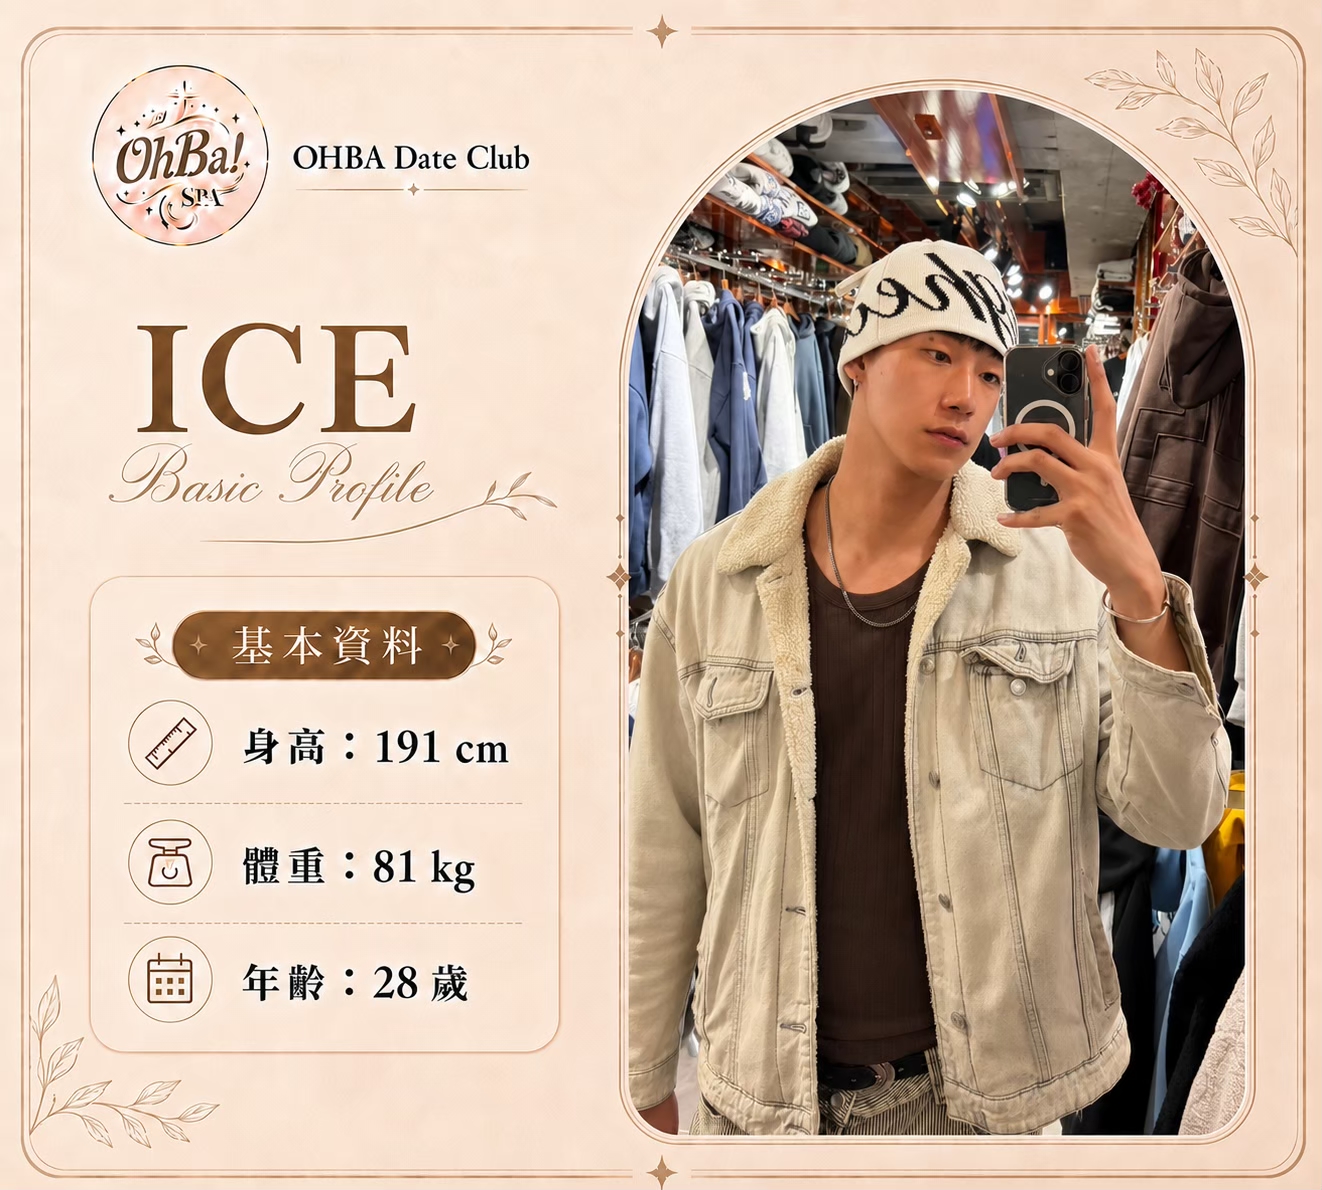 OhBa!
SPA
OHBA Date Club
ICE
Basic Profile
基本資料
身高：191 cm
體重：81 kg
年齡：28 歲